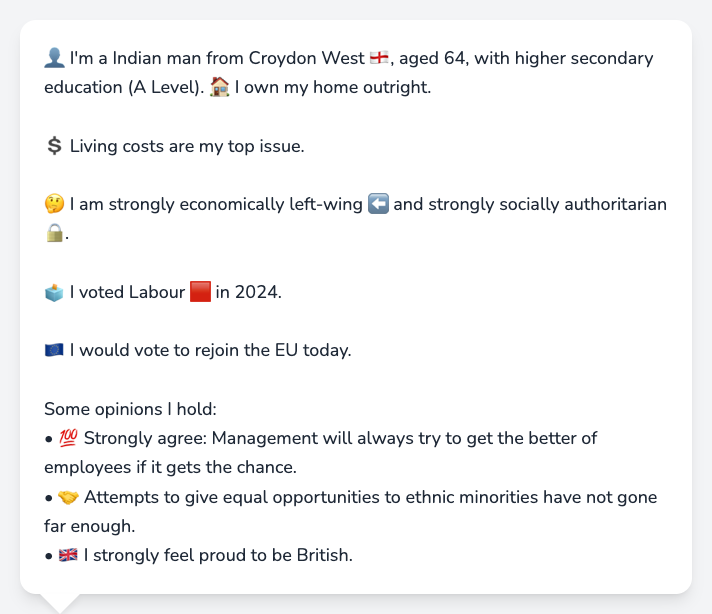 👤 I'm a Indian man from Croydon West 🏴󠁧󠁢󠁥󠁮󠁧󠁿, aged 64, with higher secondary
education (A Level). 🏠 I own my home outright.
💲 Living costs are my top issue.
🤔 I am strongly economically left-wing ⬅️ and strongly socially authoritarian
🔒.
🗳️ I voted Labour 🟥 in 2024.
🇪🇺 I would vote to rejoin the EU today.
Some opinions I hold:
• 💯 Strongly agree: Management will always try to get the better of
employees if it gets the chance.
• 🤝 Attempts to give equal opportunities to ethnic minorities have not gone
far enough.
• 🇬🇧 I strongly feel proud to be British.